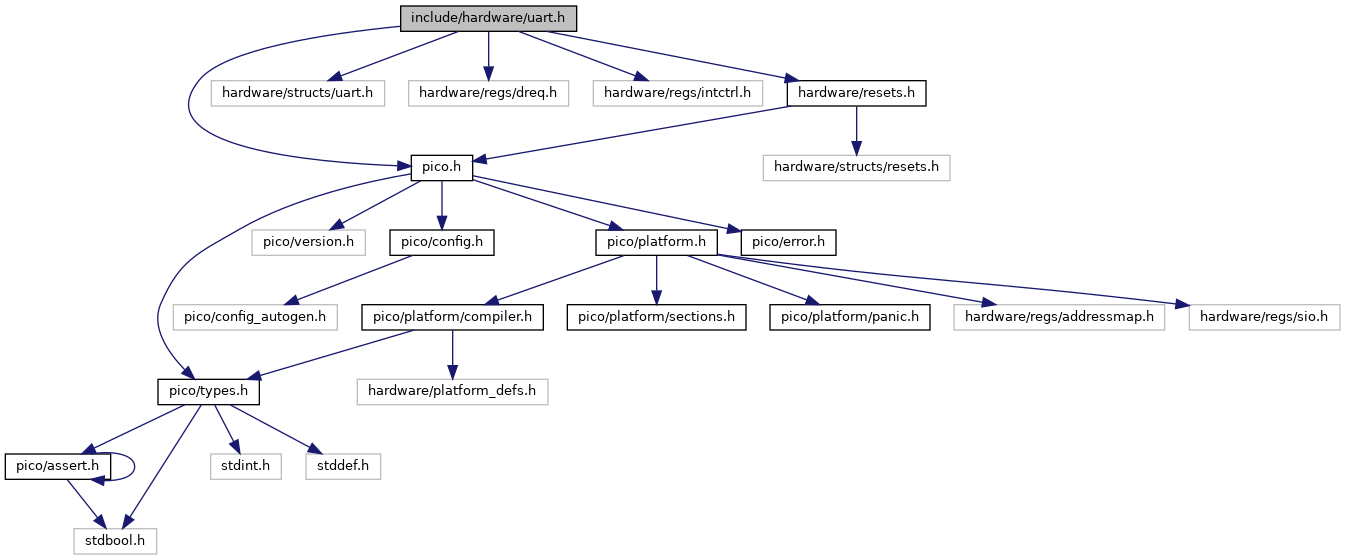 include/hardware/uart.h
hardware/structs/uart.h
hardware/regs/dreq.h
hardware/regs/intctrl.h
hardware/resets.h
pico.h
hardware/structs/resets.h
pico/version.h
pico/config.h
pico/platform.h
pico/error.h
pico/config_autogen.h
pico/platform/compiler.h
pico/platform/sections.h
pico/platform/panic.h
hardware/regs/addressmap.h
hardware/regs/sio.h
pico/types.h
hardware/platform_defs.h
pico/assert.h
stdint.h
stddef.h
stdbool.h